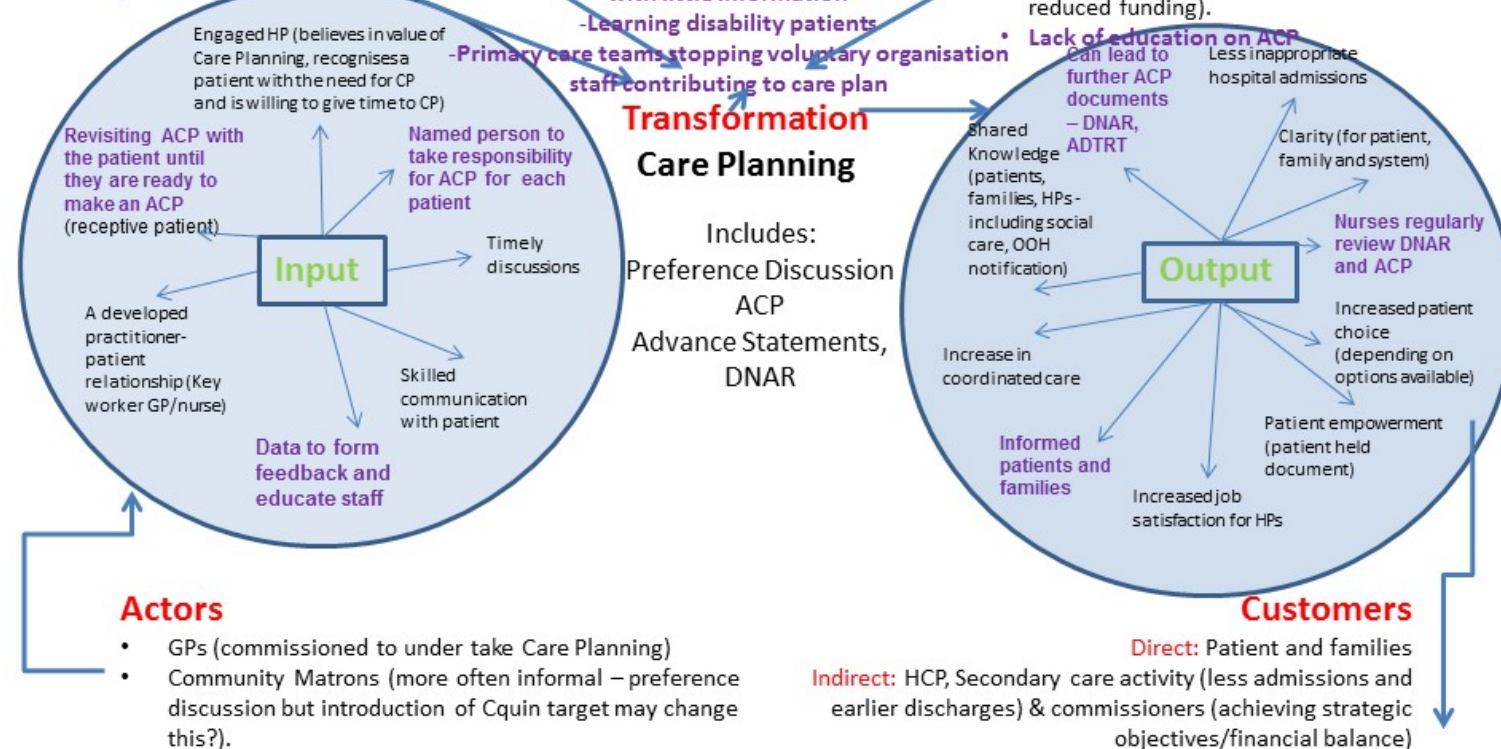 reduced funding).
-Learning disability patients
• Lack of education on ACP
-Primary care teams stopping voluntary organisation
staff contributing to care plan
Engaged HP (believes in value of
Care Planning, recognises a
patient with the need for CP
and is willing to give time to CP)
Revisiting ACP with
the patient until
they are ready to
make an ACP
(receptive patient)
Named person to
take responsibility
for ACP for each
patient
Input
Timely
discussions
A developed
practitioner-
patient
relationship (Key
worker GP/nurse)
Skilled
communication
with patient
Data to form
feedback and
educate staff
Transformation
Care Planning
Includes:
Preference Discussion
ACP
Advance Statements,
DNAR
Can lead to
further ACP
documents
– DNAR,
ADTRT
Less inappropriate
hospital admissions
Shared
Knowledge
(patients,
families, HPs -
including social
care, OOH
notification)
Clarity (for patient,
family and system)
Output
Nurses regularly
review DNAR
and ACP
Increased patient
choice
(depending on
options available)
Increase in
coordinated care
Patient empowerment
(patient held
document)
Informed
patients and
families
Increased job
satisfaction for HPs
Actors
• GPs (commissioned to under take Care Planning)
• Community Matrons (more often informal – preference
discussion but introduction of Cquin target may change
this?).
Customers
Direct: Patient and families
Indirect: HCP, Secondary care activity (less admissions and
earlier discharges) & commissioners (achieving strategic
objectives/financial balance)